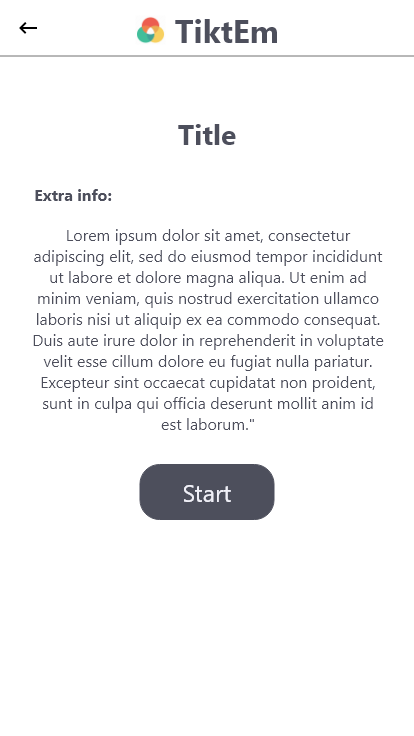 TiktEm
Title
Extra info:
Lorem ipsum dolor sit amet, consectetur
adipiscing elit, sed do eiusmod tempor incididunt
ut labore et dolore magna aliqua. Ut enim ad
minim veniam, quis nostrud exercitation ullamco
laboris nisi ut aliquip ex ea commodo consequat.
Duis aute irure dolor in reprehenderit in voluptate
velit esse cillum dolore eu fugiat nulla pariatur.
Excepteur sint occaecat cupidatat non proident,
sunt in culpa qui officia deserunt mollit anim id
est laborum."
Start